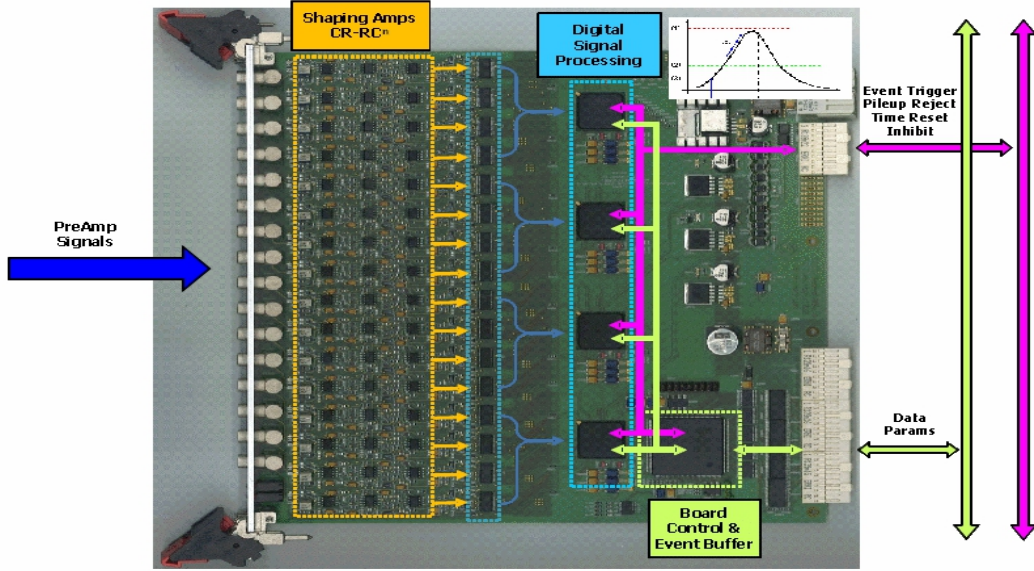 Shaping Amps
CR-RCⁿ
Digital
Signal
Processing
Event Trigger
Pileup Reject
Time Reset
Inhibit
PreAmp
Signals
Data
Params
Board
Control &
Event Buffer